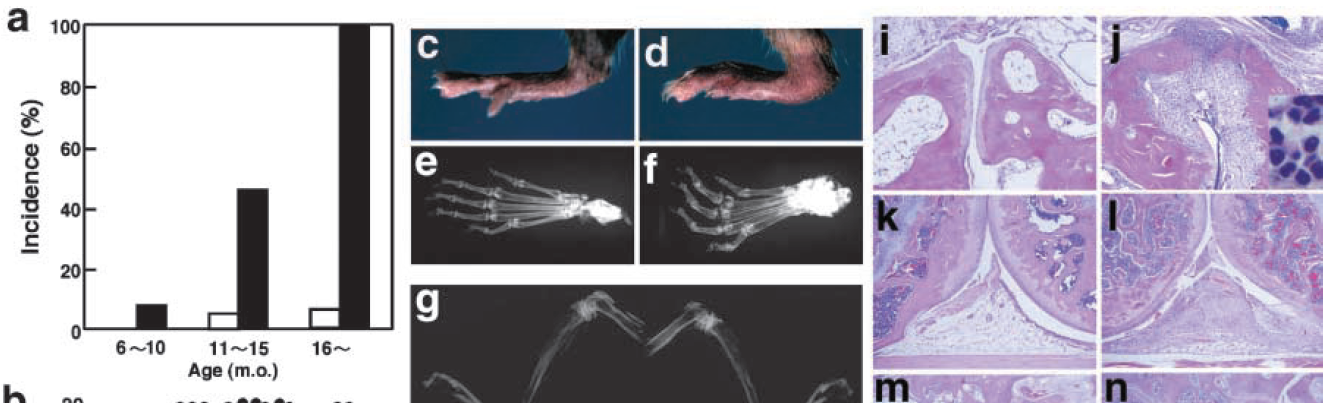 a
Incidence (%)
100
80
60
40
20
0
6～10
11～15
16～
Age (m.o.)
b
c
d
e
f
g
i
j
k
l
m
n